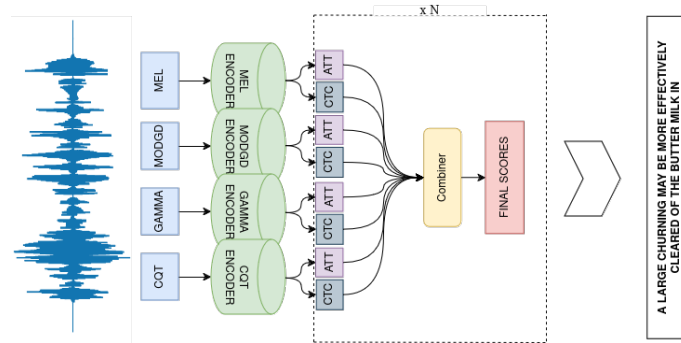 x N
MEL
MEL
ENCODER
ATT
CTC
MODGD
MODGD
ENCODER
ATT
CTC
GAMMA
GAMMA
ENCODER
ATT
CTC
CQT
CQT
ENCODER
ATT
CTC
Combiner
FINAL SCORES
A LARGE CHURNING MAY BE MORE EFFECTIVELY
CLEARED OF THE BUTTER MILK IN